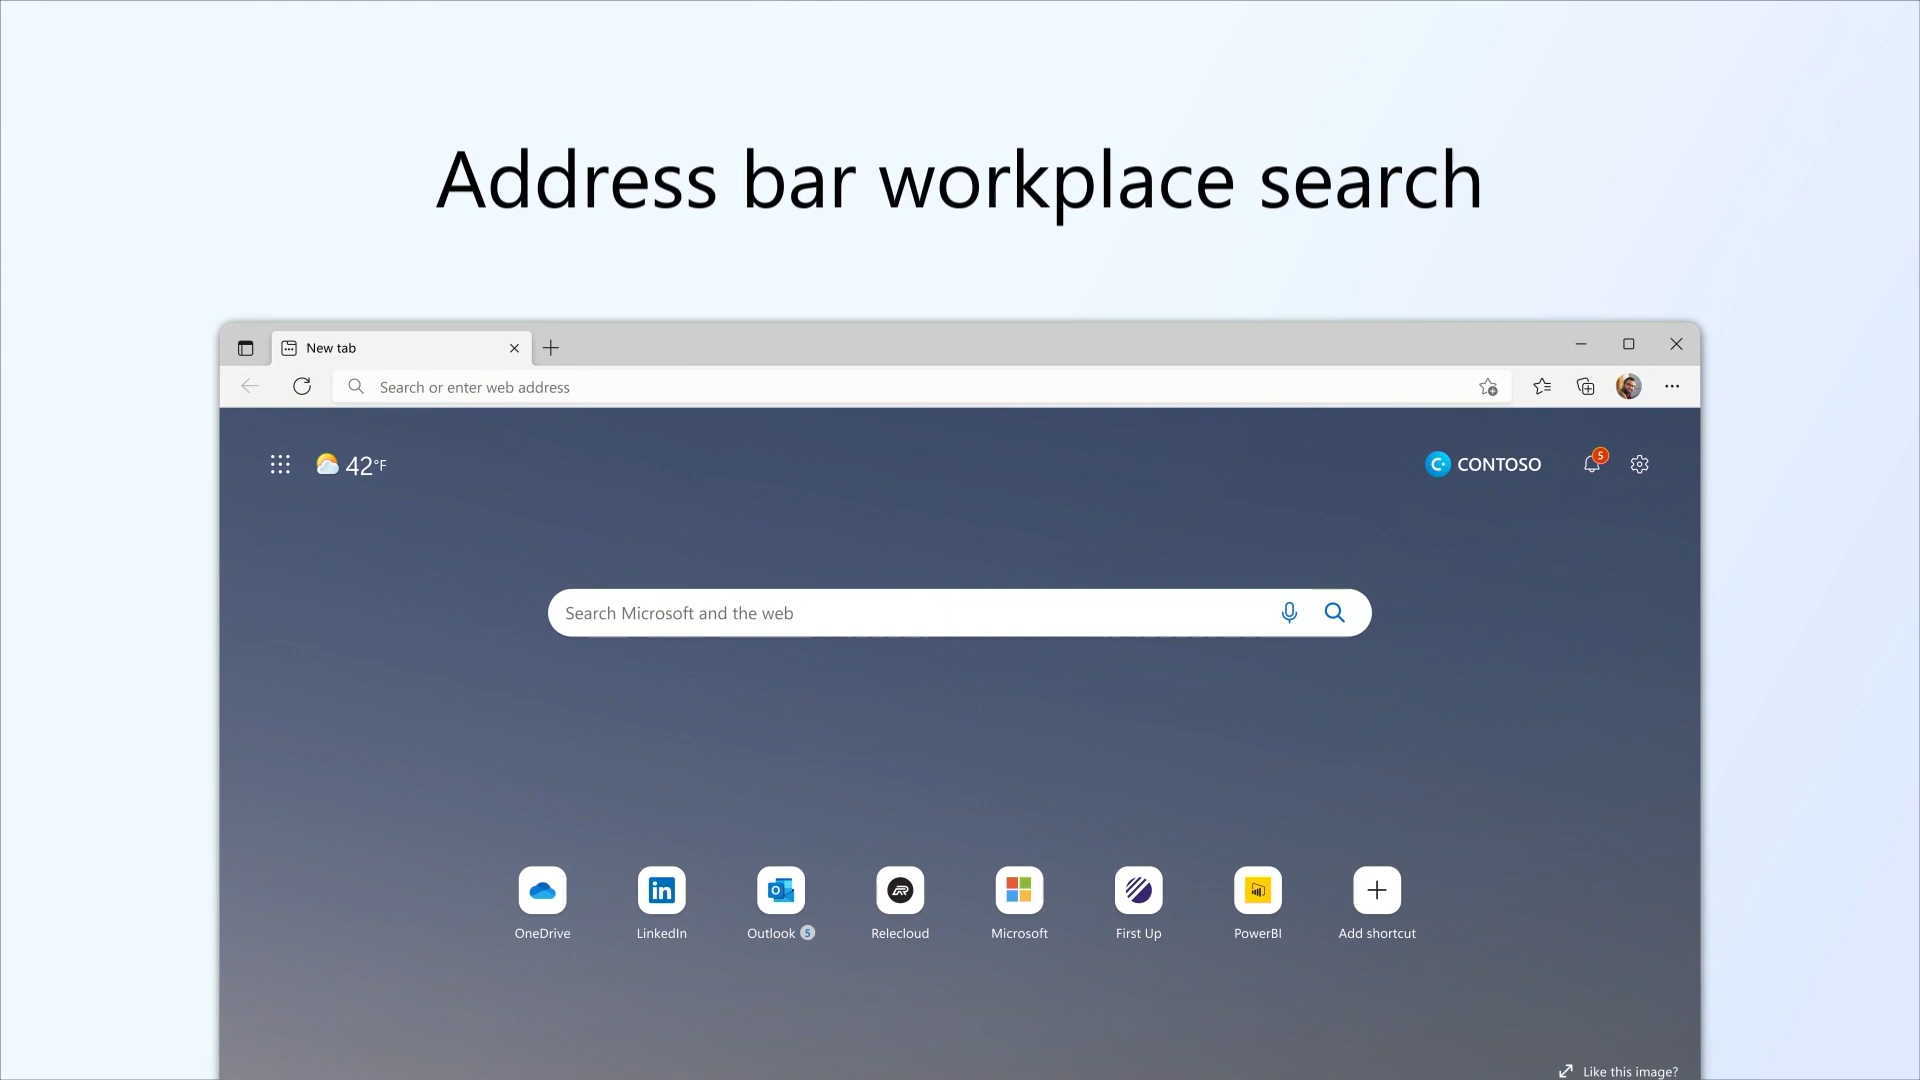 Address bar workplace search
New tab
Search or enter web address
42°F
CONTOSO
5
Search Microsoft and the web
OneDrive
LinkedIn
Outlook 5
Relecloud
Microsoft
First Up
PowerBI
Add shortcut
Like this image?